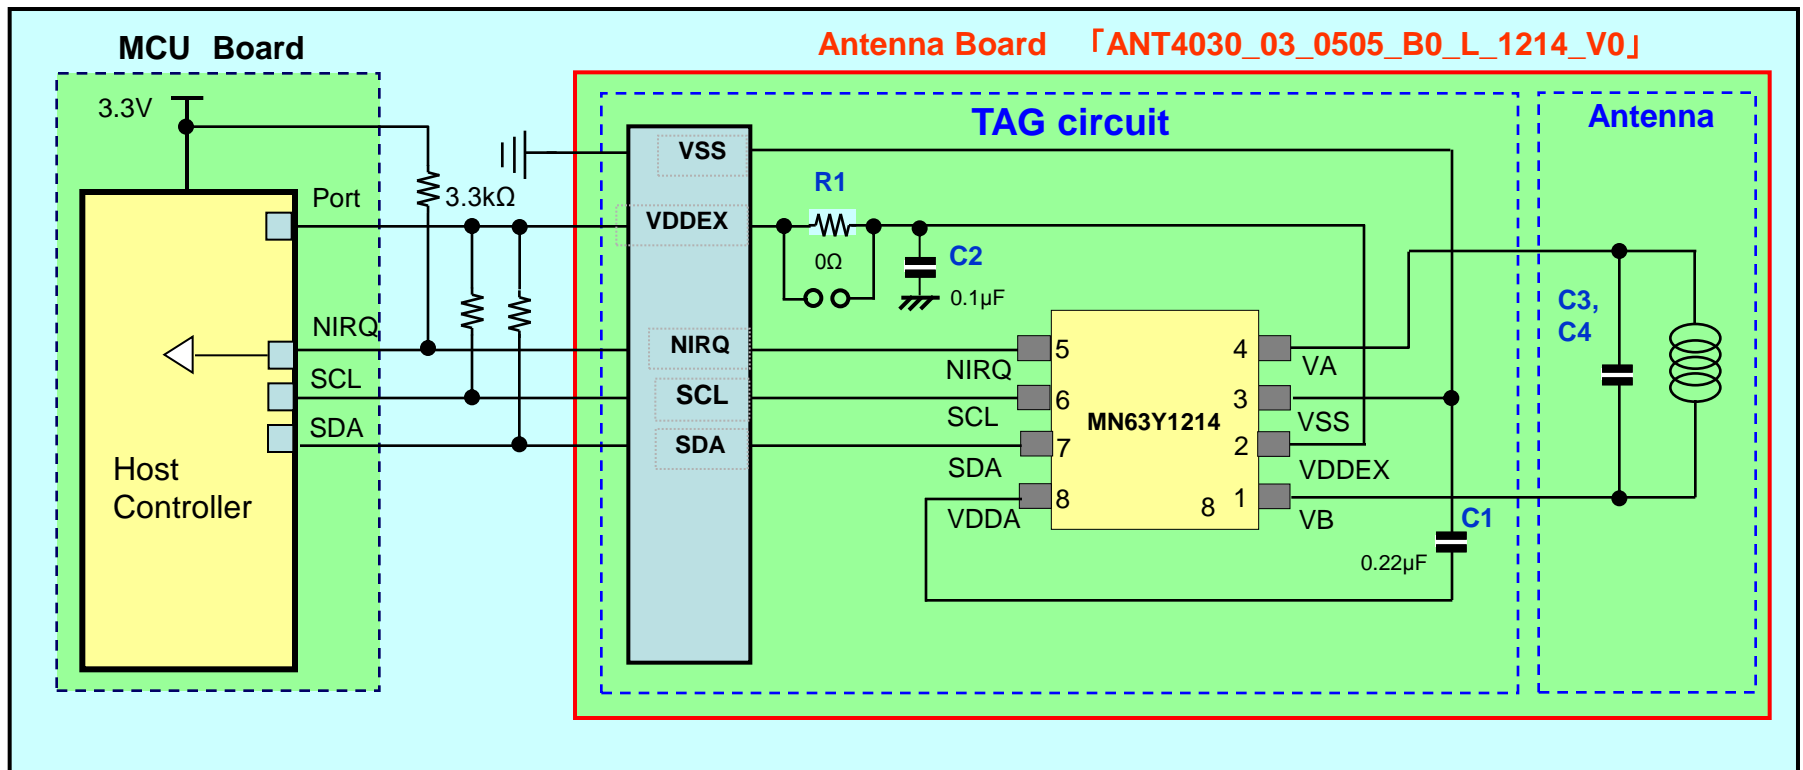 MCU Board
Antenna Board 「ANT4030_03_0505_B0_L_1214_V0」
3.3V
TAG circuit
Antenna
VSS
R1
Port
3.3kΩ
VDDEX
0Ω
C2
0.1µF
C3,
C4
NIRQ
NIRQ
NIRQ
5
4
VA
SCL
SCL
SCL
6
3
VSS
MN63Y1214
SDA
SDA
SDA
7
2
VDDEX
Host
Controller
8
VDDA
8
1
VB
C1
0.22µF